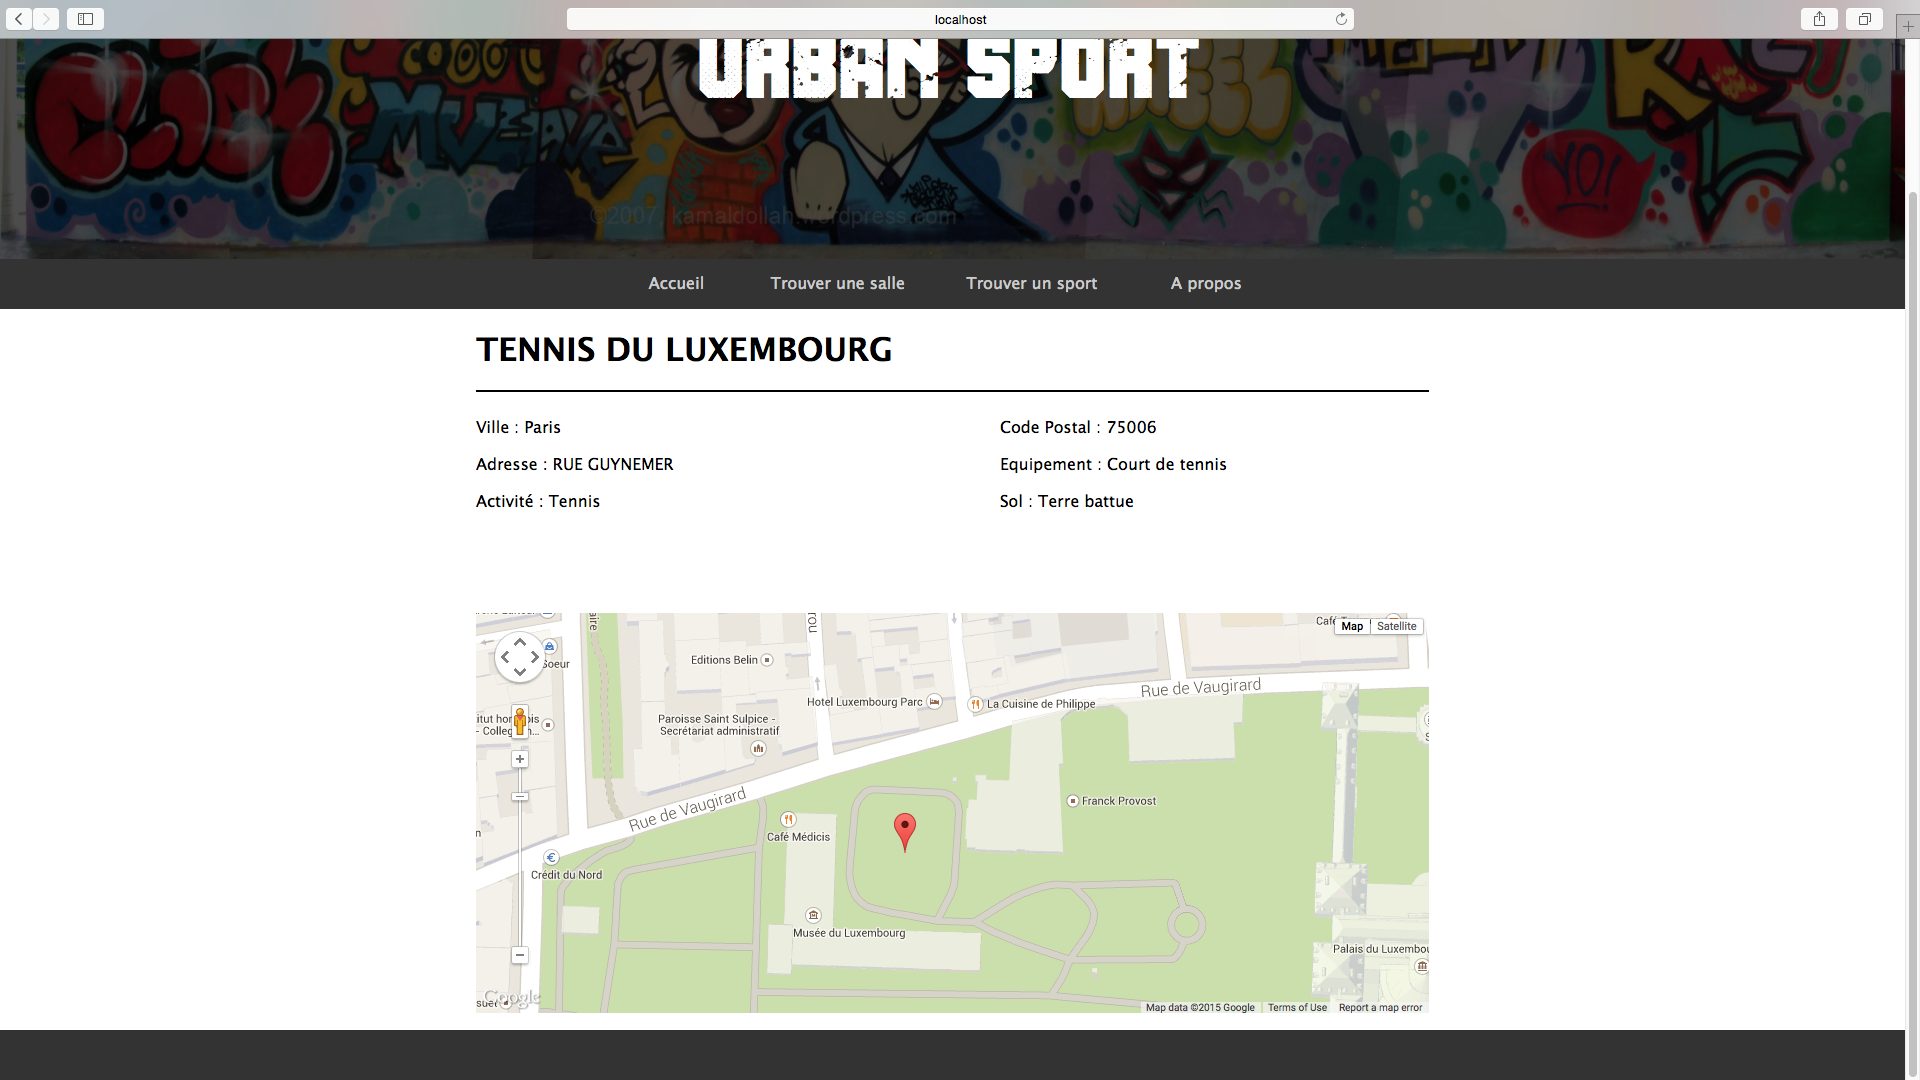 localhost
URBAN SPORT
YO!
©2007, kamaldollah.wordpress.com
Accueil Trouver une salle Trouver un sport A propos
TENNIS DU LUXEMBOURG
Ville : Paris
Code Postal : 75006
Adresse : RUE GUYNEMER
Equipement : Court de tennis
Activité : Tennis
Sol : Terre battue
Map Satellite
Soeur
Editions Belin
Rue de Vaugirard
Hotel Luxembourg Parc
La Cuisine de Philippe
Paroisse Saint Sulpice -
Secrétariat administratif
- Colleg
Rue de Vaugirard
Franck Provost
Café Médicis
Crédit du Nord
Musée du Luxembourg
Palais du Luxembou
Google
Map data ©2015 Google Terms of Use Report a map error